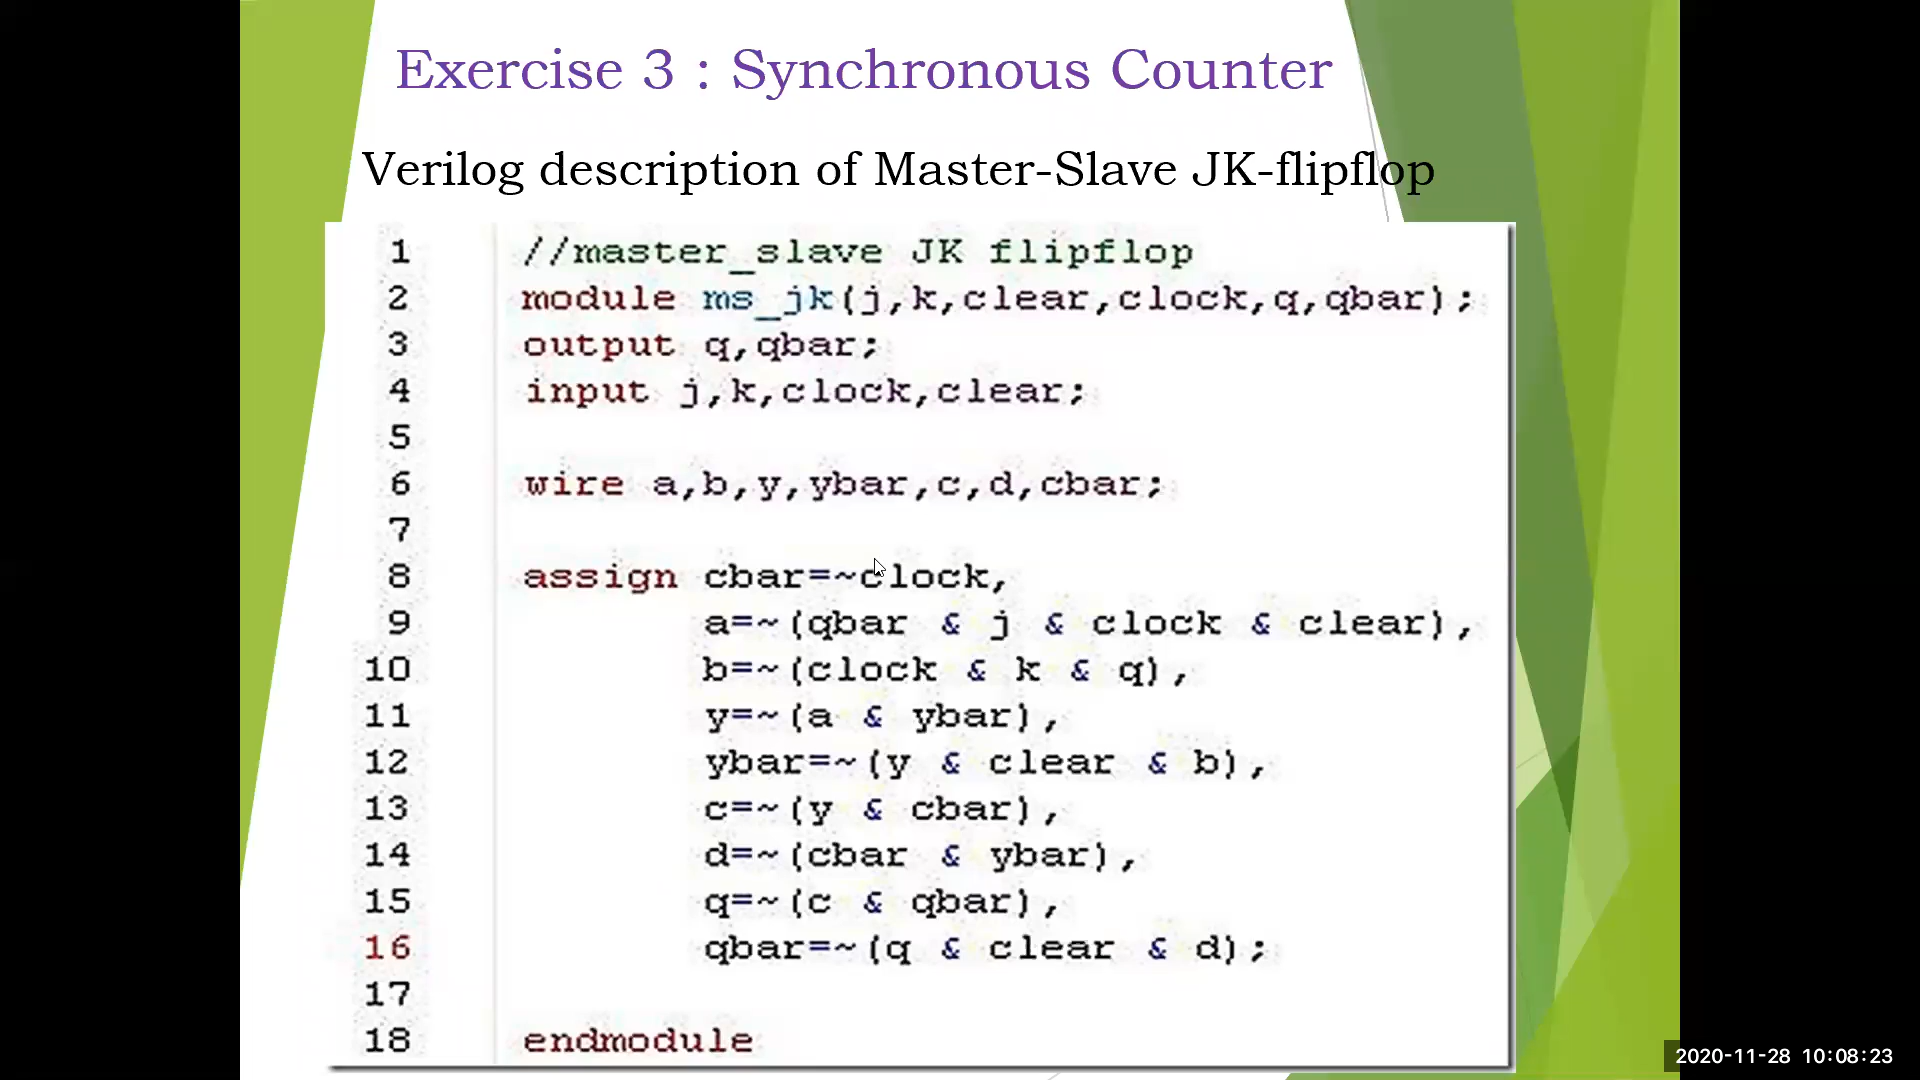 Exercise 3 : Synchronous Counter
Verilog description of Master-Slave JK-flipflop
1 //master_slave JK flipflop
2 module ms_jk(j,k,clear,clock,q,qbar);
3 output q,qbar;
4 input j,k,clock,clear;
5
6 wire a,b,y,ybar,c,d,cbar;
7
8 assign cbar=~clock,
9 a=~(qbar & j & clock & clear),
10 b=~(clock & k & q),
11 y=~(a & ybar),
12 ybar=~(y & clear & b),
13 c=~(y & cbar),
14 d=~(cbar & ybar),
15 q=~(c & qbar),
16 qbar=~(q & clear & d);
17
18 endmodule
2020-11-28 10:08:23